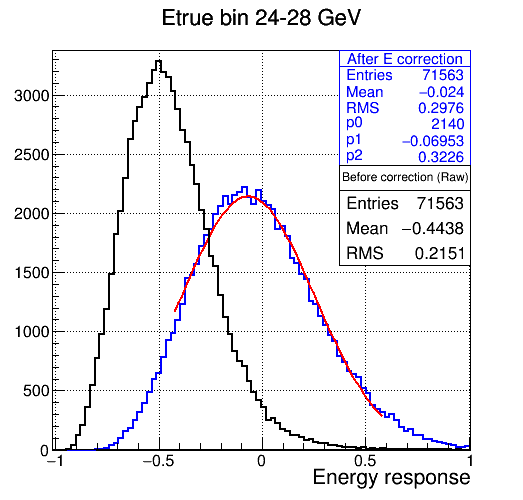 Etrue bin 24-28 GeV
After E correction
Entries 71563
Mean −0.024
RMS 0.2976
p0 2140
p1 −0.06953
p2 0.3226
Before correction (Raw)
Entries 71563
Mean −0.4438
RMS 0.2151
3000
2500
2000
1500
1000
500
0
−1 −0.5 0 0.5 1
Energy response